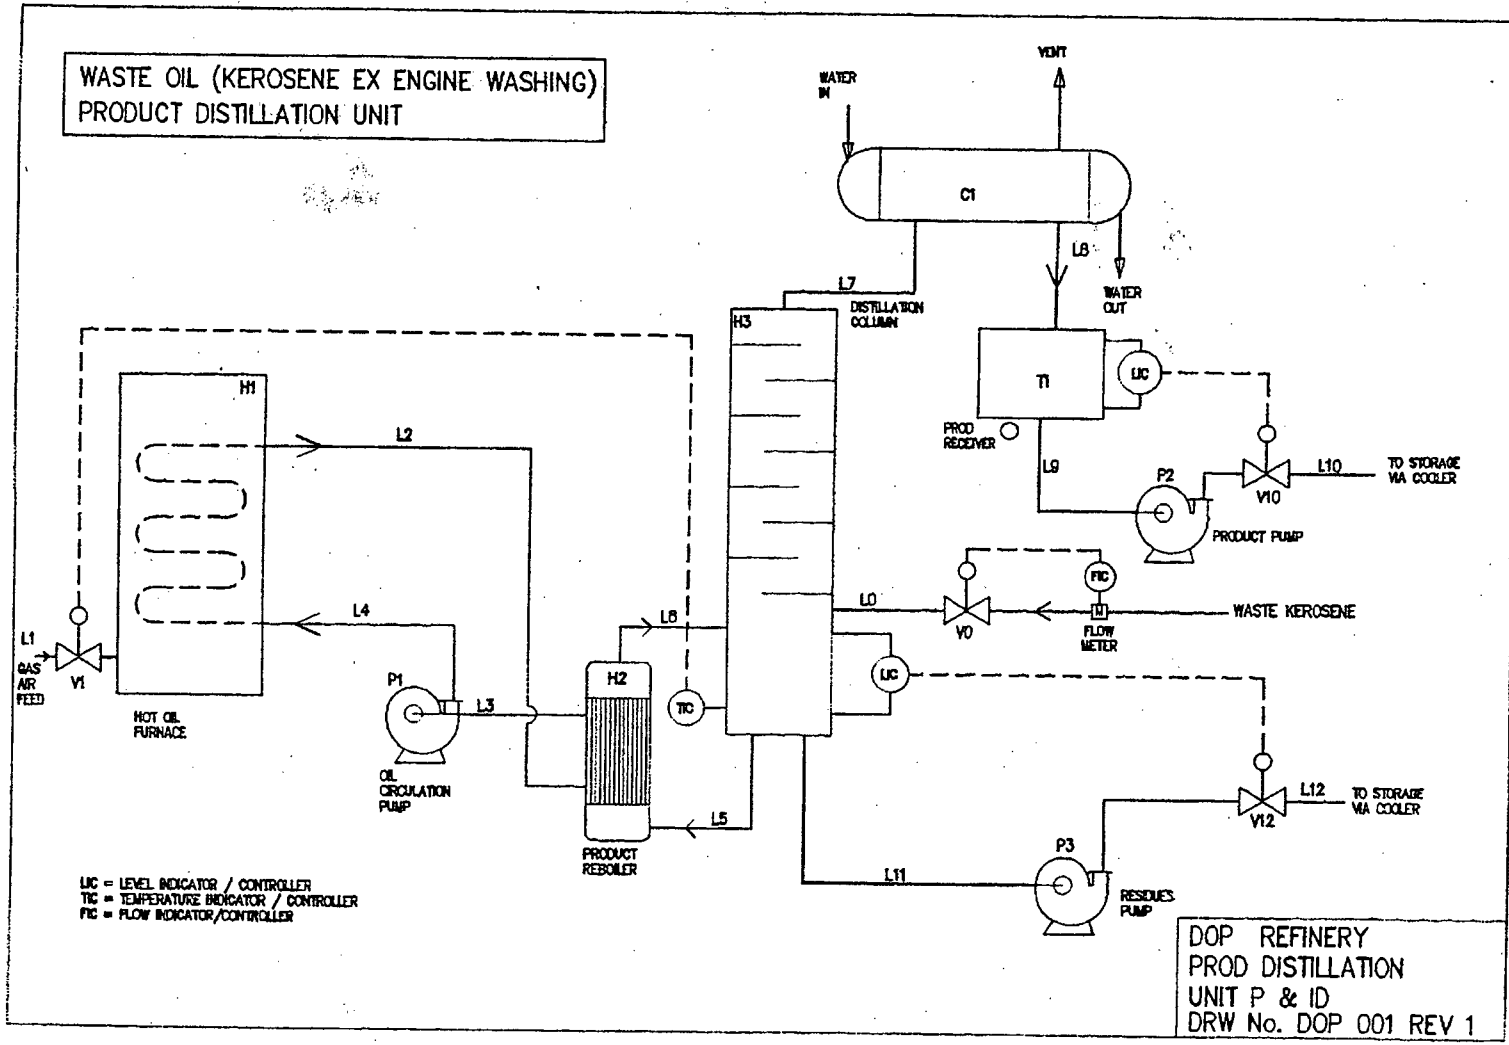 WASTE OIL (KEROSENE EX ENGINE WASHING)
PRODUCT DISTILLATION UNIT
VENT
WATER
IN
C1
L8
WATER
OUT
L7
DISTILLATION
COLUMN
H3
T1
LIC
PROD
RECEIVER
L9
P2
V10
L10
TO STORAGE
VIA COOLER
PRODUCT PUMP
H1
L2
L4
L1
GAS
AIR
FEED
V1
HOT OIL
FURNACE
P1
L3
OIL
CIRCULATION
PUMP
L6
H2
TIC
L5
PRODUCT
REBOILER
L0
V0
FIC
M
FLOW
METER
WASTE KEROSENE
LIC
L12
V12
TO STORAGE
VIA COOLER
L11
P3
RESIDUES
PUMP
LIC = LEVEL INDICATOR / CONTROLLER
TIC = TEMPERATURE INDICATOR / CONTROLLER
FIC = FLOW INDICATOR/CONTROLLER
DOP REFINERY
PROD DISTILLATION
UNIT P & ID
DRW No. DOP 001 REV 1